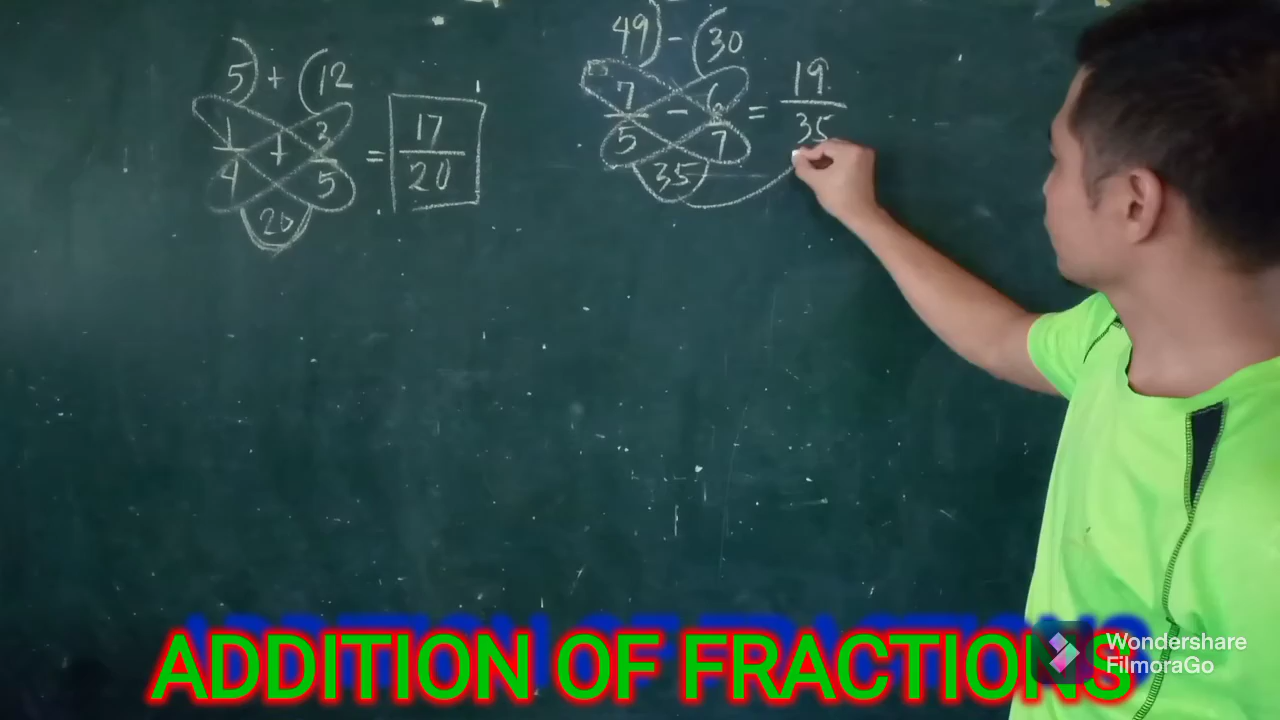 5 + 12
1/4 + 3/5 = 17/20
20
49 - 30
7/5 - 6/7 = 19/35
35
ADDITION OF FRACTIONS
Wondershare
FilmoraGo